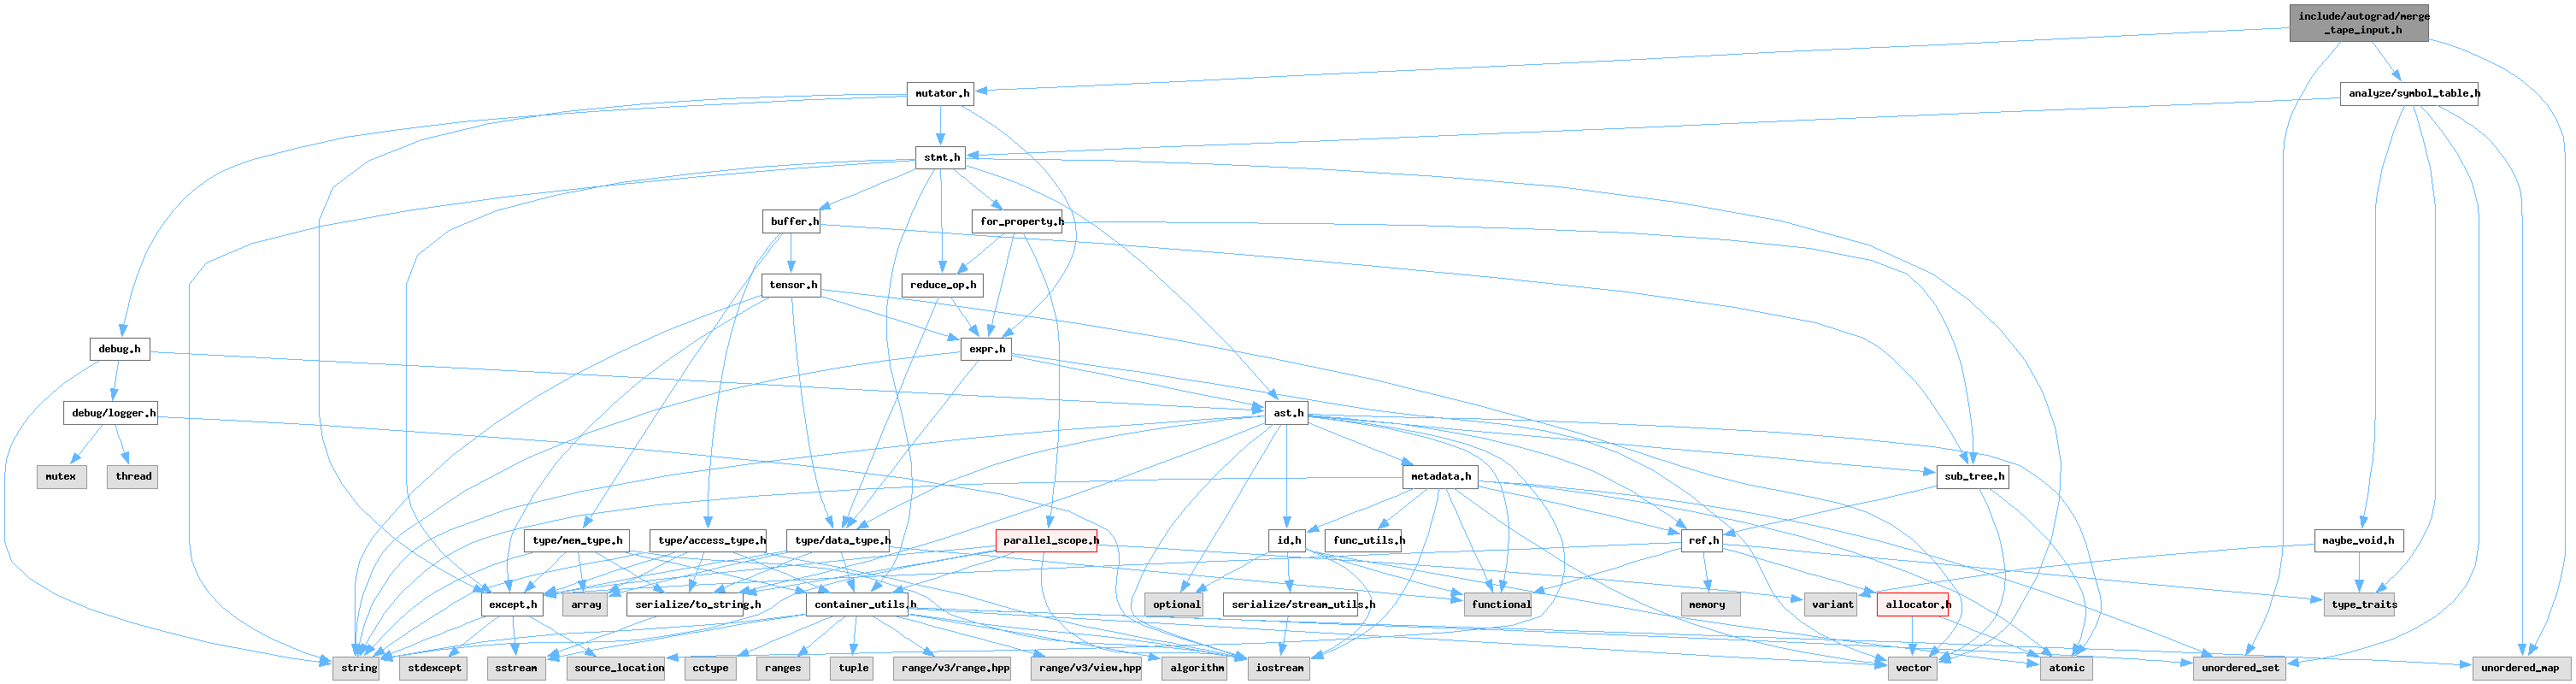 include/autograd/merge
_tape_input.h
mutator.h
analyze/symbol_table.h
stmt.h
buffer.h
for_property.h
tensor.h
reduce_op.h
debug.h
expr.h
debug/logger.h
ast.h
mutex
thread
metadata.h
sub_tree.h
type/mem_type.h
type/access_type.h
type/data_type.h
parallel_scope.h
id.h
func_utils.h
ref.h
maybe_void.h
except.h
array
serialize/to_string.h
container_utils.h
optional
serialize/stream_utils.h
functional
memory
variant
allocator.h
type_traits
string
stdexcept
sstream
source_location
cctype
ranges
tuple
range/v3/range.hpp
range/v3/view.hpp
algorithm
iostream
vector
atomic
unordered_set
unordered_map